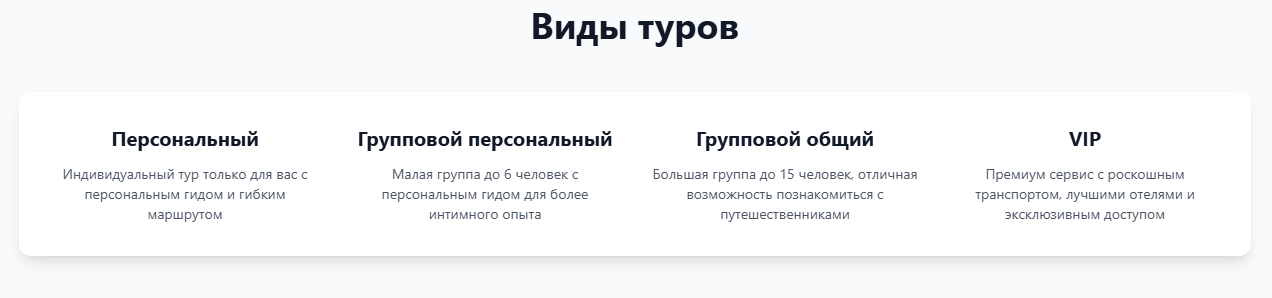 Виды туров
Персональный
Индивидуальный тур только для вас с
персональным гидом и гибким
маршрутом
Групповой персональный
Малая группа до 6 человек с
персональным гидом для более
интимного опыта
Групповой общий
Большая группа до 15 человек, отличная
возможность познакомиться с
путешественниками
VIP
Премиум сервис с роскошным
транспортом, лучшими отелями и
эксклюзивным доступом